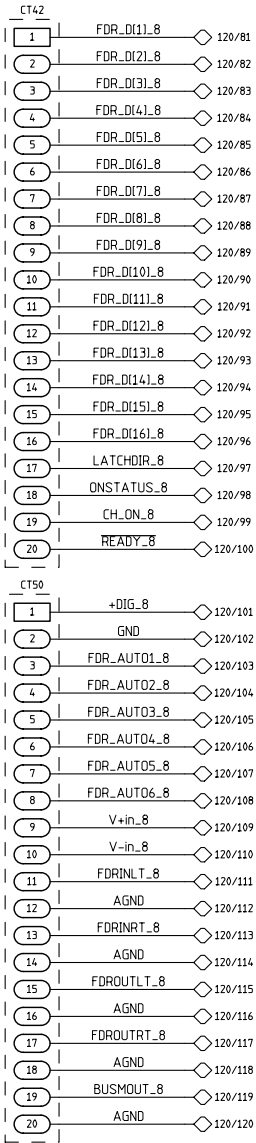 CT42
1 FDR_D[1]_8 120/81
2 FDR_D[2]_8 120/82
3 FDR_D[3]_8 120/83
4 FDR_D[4]_8 120/84
5 FDR_D[5]_8 120/85
6 FDR_D[6]_8 120/86
7 FDR_D[7]_8 120/87
8 FDR_D[8]_8 120/88
9 FDR_D[9]_8 120/89
10 FDR_D[10]_8 120/90
11 FDR_D[11]_8 120/91
12 FDR_D[12]_8 120/92
13 FDR_D[13]_8 120/93
14 FDR_D[14]_8 120/94
15 FDR_D[15]_8 120/95
16 FDR_D[16]_8 120/96
17 LATCHDIR_8 120/97
18 ONSTATUS_8 120/98
19 CH_ON_8 120/99
20 READY_8 120/100
CT50
1 +DIG_8 120/101
2 GND 120/102
3 FDR_AUTO1_8 120/103
4 FDR_AUTO2_8 120/104
5 FDR_AUTO3_8 120/105
6 FDR_AUTO4_8 120/106
7 FDR_AUTO5_8 120/107
8 FDR_AUTO6_8 120/108
9 V+in_8 120/109
10 V-in_8 120/110
11 FDRINLT_8 120/111
12 AGND 120/112
13 FDRINRT_8 120/113
14 AGND 120/114
15 FDROUTLT_8 120/115
16 AGND 120/116
17 FDROUTRT_8 120/117
18 AGND 120/118
19 BUSMOUT_8 120/119
20 AGND 120/120